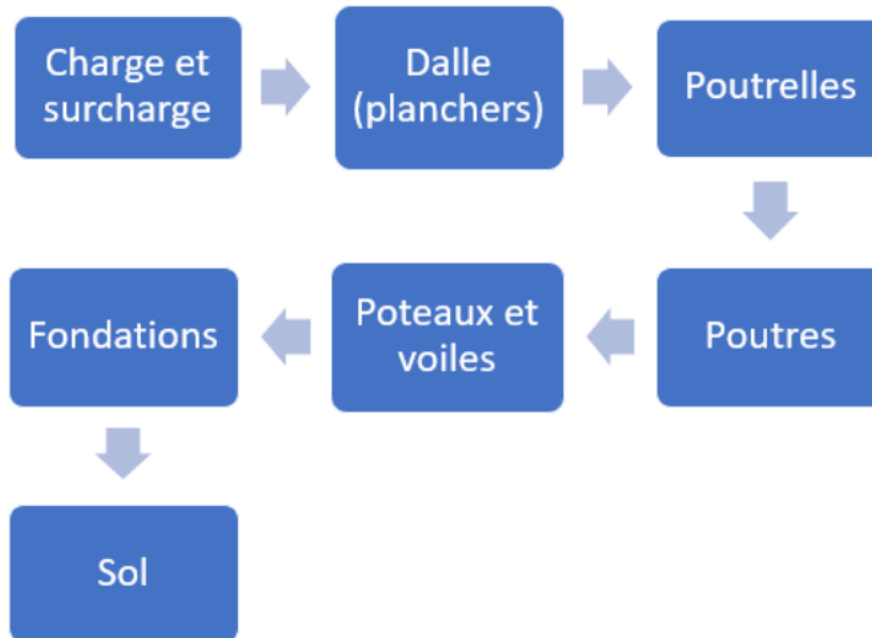 Charge et
surcharge
Dalle
(planchers)
Poutrelles
Poutres
Poteaux et
voiles
Fondations
Sol